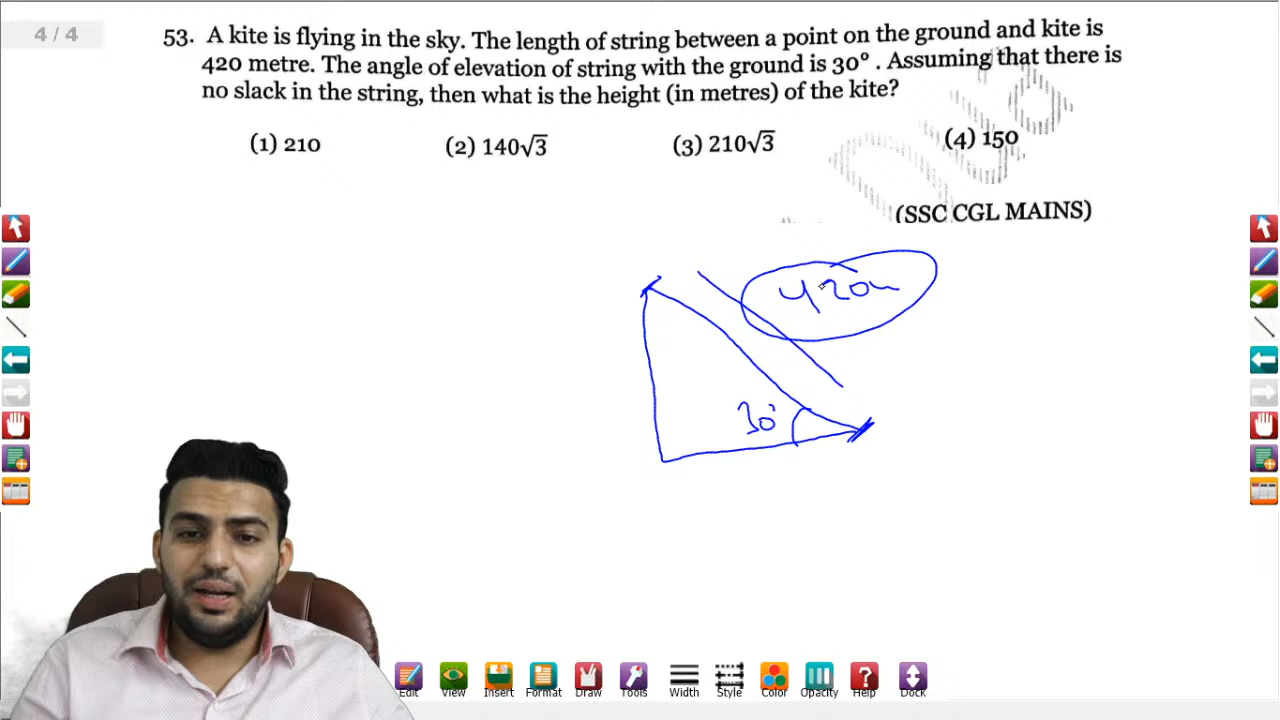 4 / 4
53. A kite is flying in the sky. The length of string between a point on the ground and kite is
420 metre. The angle of elevation of string with the ground is 30° . Assuming that there is
no slack in the string, then what is the height (in metres) of the kite?
(1) 210 (2) 140√3 (3) 210√3 (4) 150
(SSC CGL MAINS)
420m
30°
Edit View Insert Format Draw Tools Width Style Color Opacity Help Dock